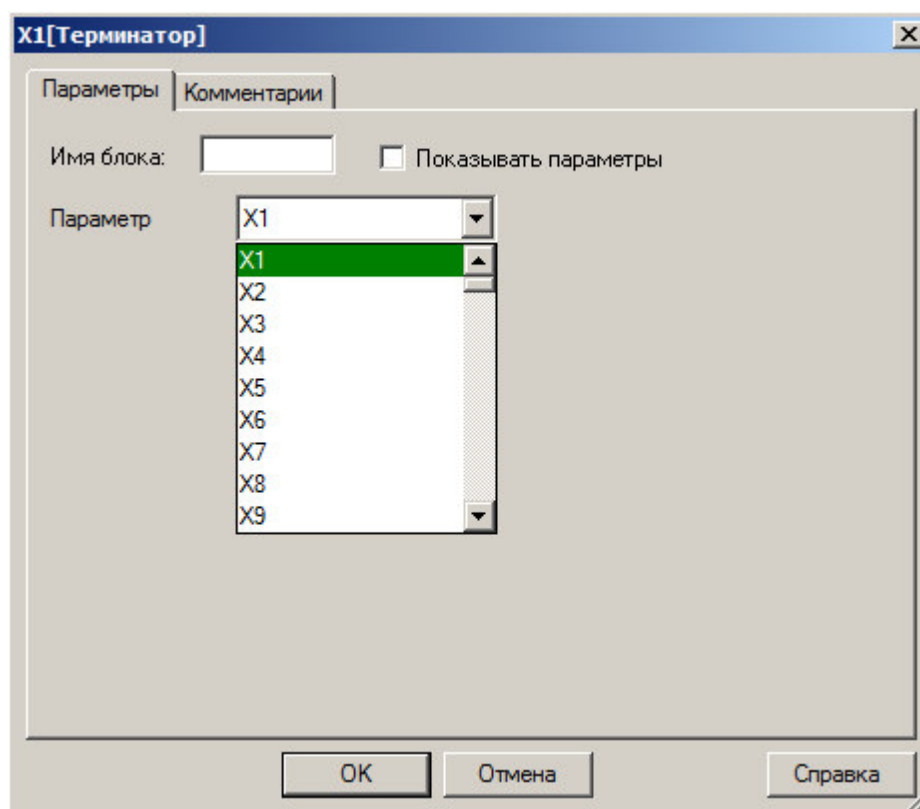 X1[Терминатор]
Параметры Комментарии
Имя блока: Показывать параметры
Параметр X1
X1
X2
X3
X4
X5
X6
X7
X8
X9
OK Отмена Справка